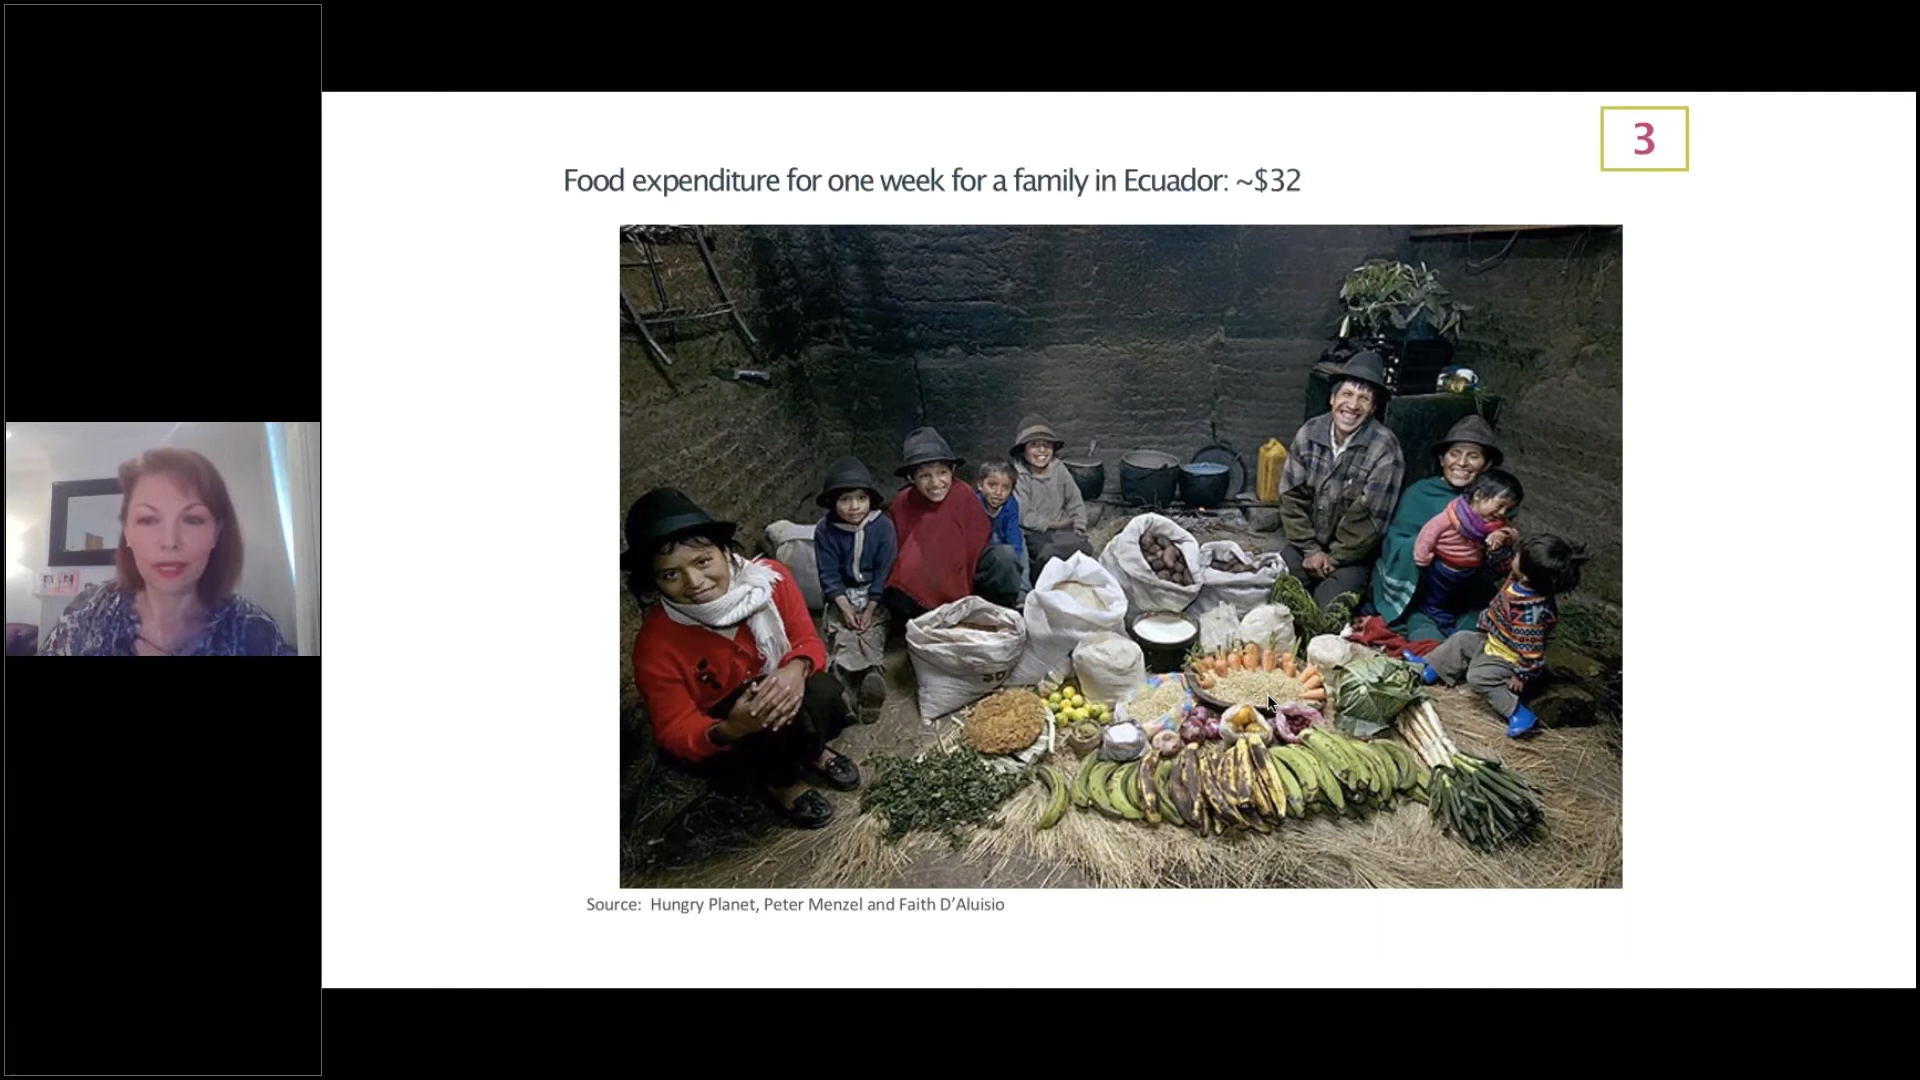 3
Food expenditure for one week for a family in Ecuador: ~$32
Source: Hungry Planet, Peter Menzel and Faith D'Aluisio